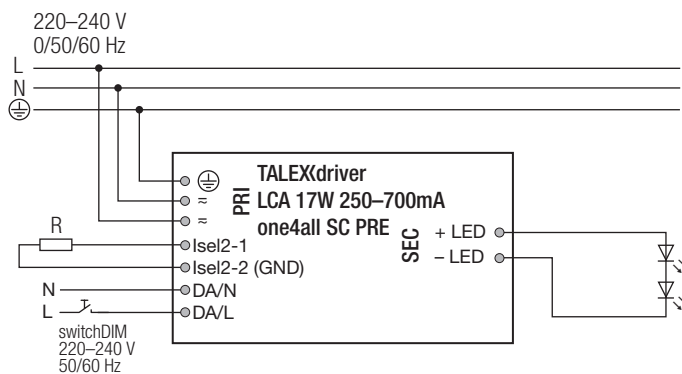 220–240 V
0/50/60 Hz
L
N
TALEXXdriver
LCA 17W 250–700mA
one4all SC PRE
PRI
SEC
≂
≂
+ LED
– LED
R
Isel2-1
Isel2-2 (GND)
N
DA/N
L
DA/L
switchDIM
220–240 V
50/60 Hz